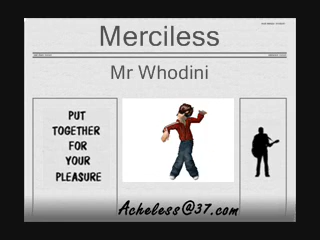 Merciless
Mr Whodini
PUT
TOGETHER
FOR
YOUR
PLEASURE
Acheless@37.com